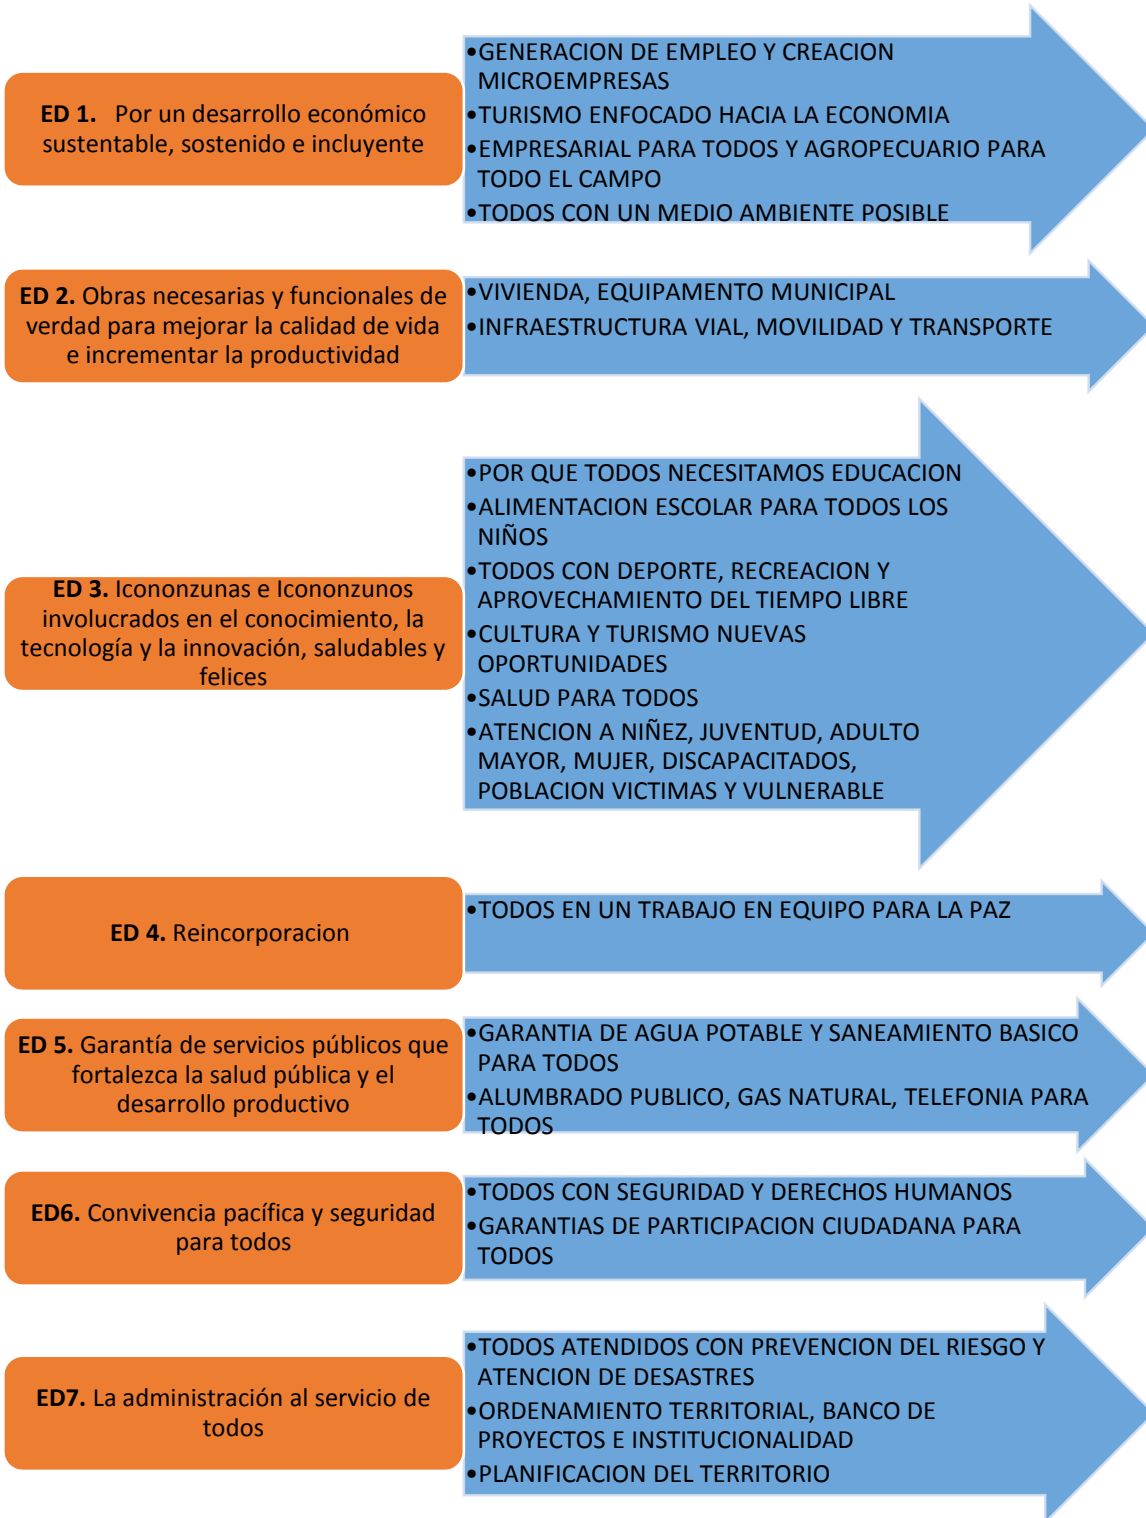 ED 1. Por un desarrollo económico
sustentable, sostenido e incluyente
•GENERACION DE EMPLEO Y CREACION
MICROEMPRESAS
•TURISMO ENFOCADO HACIA LA ECONOMIA
•EMPRESARIAL PARA TODOS Y AGROPECUARIO PARA
TODO EL CAMPO
•TODOS CON UN MEDIO AMBIENTE POSIBLE
ED 2. Obras necesarias y funcionales de
verdad para mejorar la calidad de vida
e incrementar la productividad
•VIVIENDA, EQUIPAMENTO MUNICIPAL
•INFRAESTRUCTURA VIAL, MOVILIDAD Y TRANSPORTE
ED 3. Icononzunas e Icononzunos
involucrados en el conocimiento, la
tecnología y la innovación, saludables y
felices
•POR QUE TODOS NECESITAMOS EDUCACION
•ALIMENTACION ESCOLAR PARA TODOS LOS
NIÑOS
•TODOS CON DEPORTE, RECREACION Y
APROVECHAMIENTO DEL TIEMPO LIBRE
•CULTURA Y TURISMO NUEVAS
OPORTUNIDADES
•SALUD PARA TODOS
•ATENCION A NIÑEZ, JUVENTUD, ADULTO
MAYOR, MUJER, DISCAPACITADOS,
POBLACION VICTIMAS Y VULNERABLE
ED 4. Reincorporacion
•TODOS EN UN TRABAJO EN EQUIPO PARA LA PAZ
ED 5. Garantía de servicios públicos que
fortalezca la salud pública y el
desarrollo productivo
•GARANTIA DE AGUA POTABLE Y SANEAMIENTO BASICO
PARA TODOS
•ALUMBRADO PUBLICO, GAS NATURAL, TELEFONIA PARA
TODOS
ED6. Convivencia pacífica y seguridad
para todos
•TODOS CON SEGURIDAD Y DERECHOS HUMANOS
•GARANTIAS DE PARTICIPACION CIUDADANA PARA
TODOS
ED7. La administración al servicio de
todos
•TODOS ATENDIDOS CON PREVENCION DEL RIESGO Y
ATENCION DE DESASTRES
•ORDENAMIENTO TERRITORIAL, BANCO DE
PROYECTOS E INSTITUCIONALIDAD
•PLANIFICACION DEL TERRITORIO